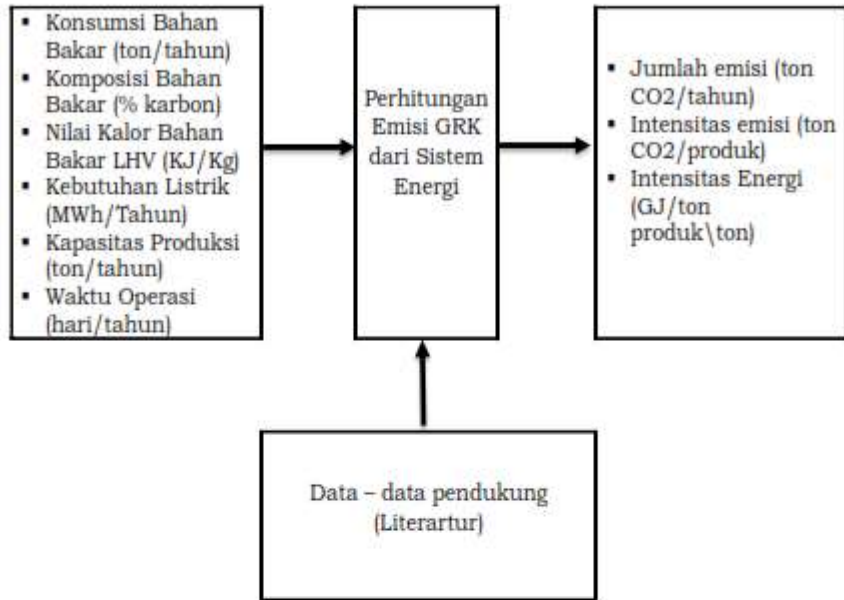 ▪ Konsumsi Bahan
Bakar (ton/tahun)
▪ Komposisi Bahan
Bakar (% karbon)
▪ Nilai Kalor Bahan
Bakar LHV (KJ/Kg)
▪ Kebutuhan Listrik
(MWh/Tahun)
▪ Kapasitas Produksi
(ton/tahun)
▪ Waktu Operasi
(hari/tahun)
Perhitungan
Emisi GRK
dari Sistem
Energi
▪ Jumlah emisi (ton
CO2/tahun)
▪ Intensitas emisi (ton
CO2/produk)
▪ Intensitas Energi
(GJ/ton
produk\ton)
Data – data pendukung
(Literartur)